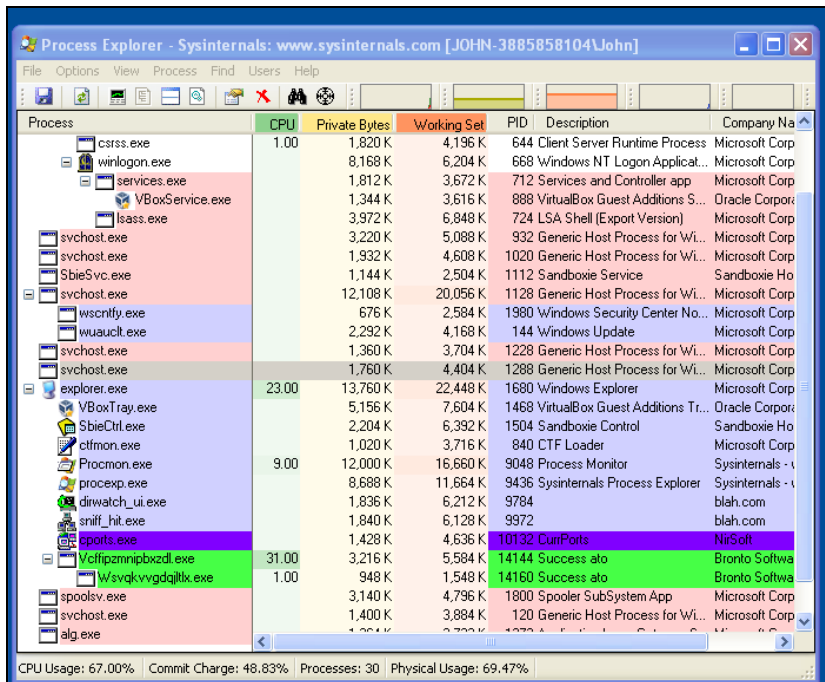 Process Explorer - Sysinternals: www.sysinternals.com [JOHN-3885858104\John]
File Options View Process Find Users Help
Process CPU Private Bytes Working Set PID Description Company Na
csrss.exe 1.00 1,820 K 4,196 K 644 Client Server Runtime Process Microsoft Corp
winlogon.exe 8,168 K 6,204 K 668 Windows NT Logon Applicat... Microsoft Corp
services.exe 1,812 K 3,672 K 712 Services and Controller app Microsoft Corp
VBoxService.exe 1,344 K 3,616 K 888 VirtualBox Guest Additions S... Oracle Corpora
lsass.exe 3,972 K 6,848 K 724 LSA Shell (Export Version) Microsoft Corp
svchost.exe 3,220 K 5,088 K 932 Generic Host Process for Wi... Microsoft Corp
svchost.exe 1,932 K 4,608 K 1020 Generic Host Process for Wi... Microsoft Corp
SbieSvc.exe 1,144 K 2,504 K 1112 Sandboxie Service Sandboxie Ho
svchost.exe 12,108 K 20,056 K 1128 Generic Host Process for Wi... Microsoft Corp
wscntfy.exe 676 K 2,584 K 1980 Windows Security Center No... Microsoft Corp
wuauclt.exe 2,292 K 4,168 K 144 Windows Update Microsoft Corp
svchost.exe 1,360 K 3,704 K 1228 Generic Host Process for Wi... Microsoft Corp
svchost.exe 1,760 K 4,404 K 1288 Generic Host Process for Wi... Microsoft Corp
explorer.exe 23.00 13,760 K 22,448 K 1680 Windows Explorer Microsoft Corp
VBoxTray.exe 5,156 K 7,604 K 1468 VirtualBox Guest Additions Tr... Oracle Corpora
SbieCtrl.exe 2,204 K 6,392 K 1504 Sandboxie Control Sandboxie Ho
ctfmon.exe 1,020 K 3,716 K 840 CTF Loader Microsoft Corp
Procmon.exe 9.00 12,000 K 16,660 K 9048 Process Monitor Sysinternals -
procexp.exe 8,688 K 11,664 K 9436 Sysinternals Process Explorer Sysinternals -
dirwatch_ui.exe 1,836 K 6,212 K 9784 blah.com
sniff_hit.exe 1,840 K 6,128 K 9972 blah.com
cports.exe 1,428 K 4,636 K 10132 CurrPorts NirSoft
Vcffipzmnipbxzdl.exe 31.00 3,216 K 5,584 K 14144 Success ato Bronto Softwa
Wsvqkvvgdqjltlx.exe 1.00 948 K 1,548 K 14160 Success ato Bronto Softwa
spoolsv.exe 3,140 K 4,796 K 1800 Spooler SubSystem App Microsoft Corp
svchost.exe 1,400 K 3,884 K 120 Generic Host Process for Wi... Microsoft Corp
alg.exe
CPU Usage: 67.00% Commit Charge: 48.83% Processes: 30 Physical Usage: 69.47%